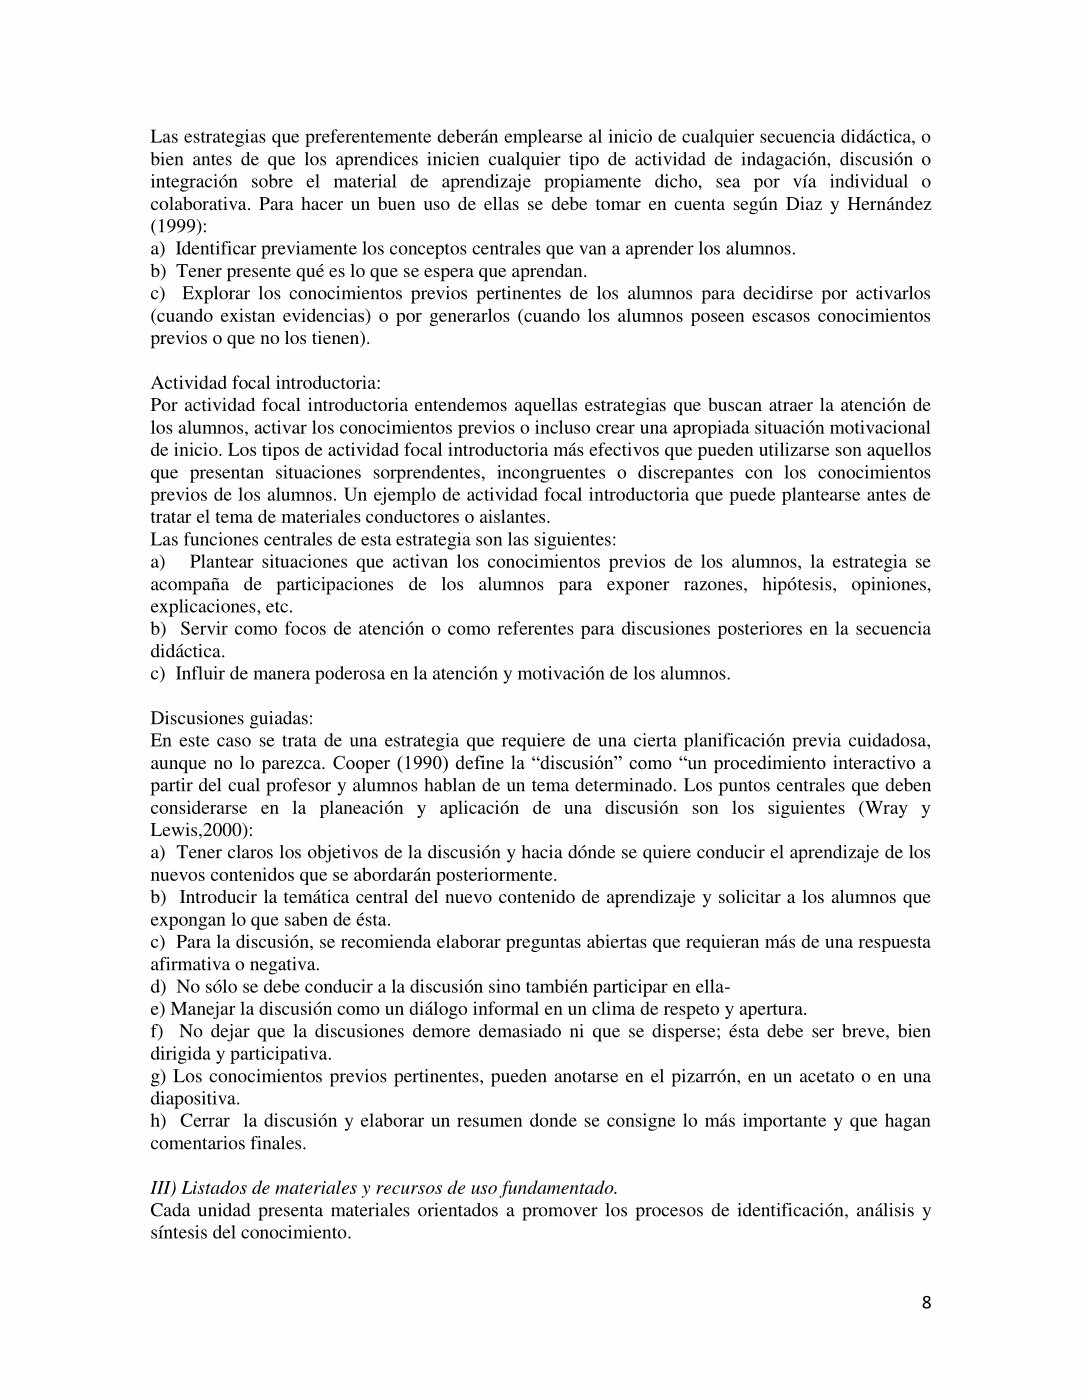 Las estrategias que preferentemente deberán emplearse al inicio de cualquier secuencia didáctica, o
bien antes de que los aprendices inicien cualquier tipo de actividad de indagación, discusión o
integración sobre el material de aprendizaje propiamente dicho, sea por vía individual o
colaborativa. Para hacer un buen uso de ellas se debe tomar en cuenta según Diaz y Hernández
(1999):
a) Identificar previamente los conceptos centrales que van a aprender los alumnos.
b) Tener presente qué es lo que se espera que aprendan.
c) Explorar los conocimientos previos pertinentes de los alumnos para decidirse por activarlos
(cuando existan evidencias) o por generarlos (cuando los alumnos poseen escasos conocimientos
previos o que no los tienen).
Actividad focal introductoria:
Por actividad focal introductoria entendemos aquellas estrategias que buscan atraer la atención de
los alumnos, activar los conocimientos previos o incluso crear una apropiada situación motivacional
de inicio. Los tipos de actividad focal introductoria más efectivos que pueden utilizarse son aquellos
que presentan situaciones sorprendentes, incongruentes o discrepantes con los conocimientos
previos de los alumnos. Un ejemplo de actividad focal introductoria que puede plantearse antes de
tratar el tema de materiales conductores o aislantes.
Las funciones centrales de esta estrategia son las siguientes:
a) Plantear situaciones que activan los conocimientos previos de los alumnos, la estrategia se
acompaña de participaciones de los alumnos para exponer razones, hipótesis, opiniones,
explicaciones, etc.
b) Servir como focos de atención o como referentes para discusiones posteriores en la secuencia
didáctica.
c) Influir de manera poderosa en la atención y motivación de los alumnos.
Discusiones guiadas:
En este caso se trata de una estrategia que requiere de una cierta planificación previa cuidadosa,
aunque no lo parezca. Cooper (1990) define la “discusión” como “un procedimiento interactivo a
partir del cual profesor y alumnos hablan de un tema determinado. Los puntos centrales que deben
considerarse en la planeación y aplicación de una discusión son los siguientes (Wray y
Lewis,2000):
a) Tener claros los objetivos de la discusión y hacia dónde se quiere conducir el aprendizaje de los
nuevos contenidos que se abordarán posteriormente.
b) Introducir la temática central del nuevo contenido de aprendizaje y solicitar a los alumnos que
expongan lo que saben de ésta.
c) Para la discusión, se recomienda elaborar preguntas abiertas que requieran más de una respuesta
afirmativa o negativa.
d) No sólo se debe conducir a la discusión sino también participar en ella-
e) Manejar la discusión como un diálogo informal en un clima de respeto y apertura.
f) No dejar que la discusiones demore demasiado ni que se disperse; ésta debe ser breve, bien
dirigida y participativa.
g) Los conocimientos previos pertinentes, pueden anotarse en el pizarrón, en un acetato o en una
diapositiva.
h) Cerrar la discusión y elaborar un resumen donde se consigne lo más importante y que hagan
comentarios finales.
III) Listados de materiales y recursos de uso fundamentado.
Cada unidad presenta materiales orientados a promover los procesos de identificación, análisis y
síntesis del conocimiento.
8